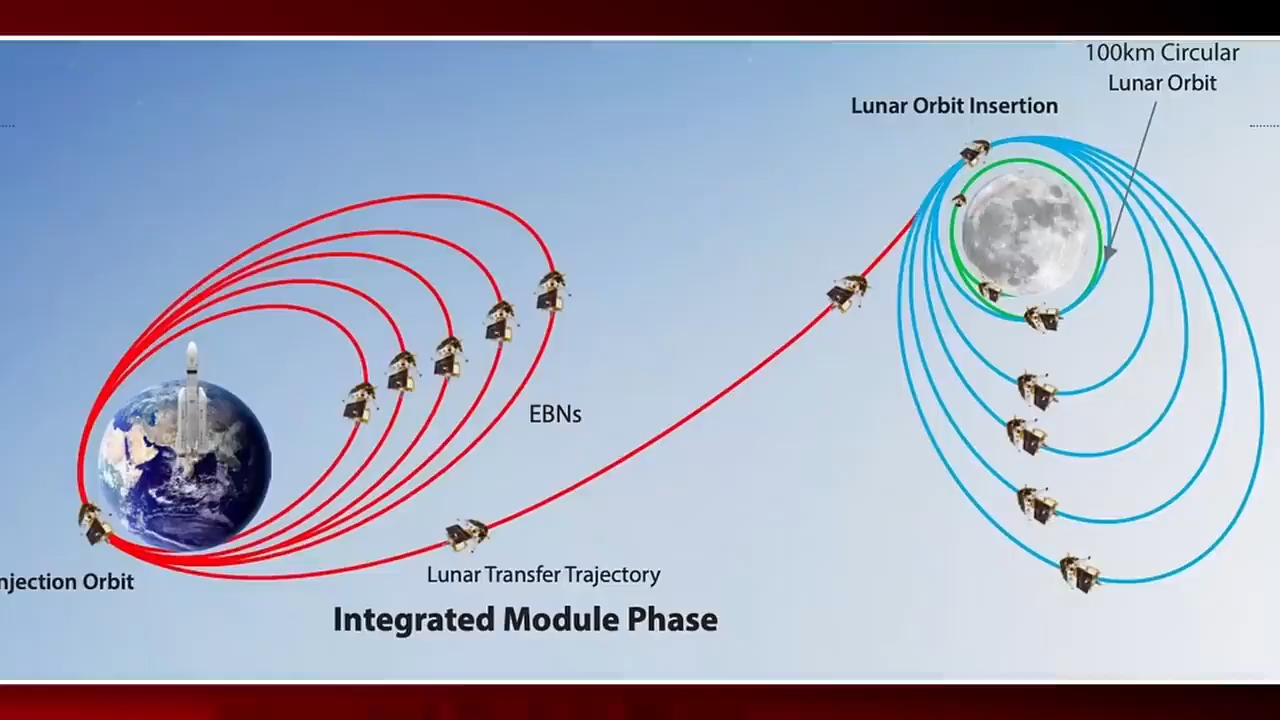 100km Circular
Lunar Orbit
Lunar Orbit Insertion
EBNs
Lunar Transfer Trajectory
njection Orbit
Integrated Module Phase